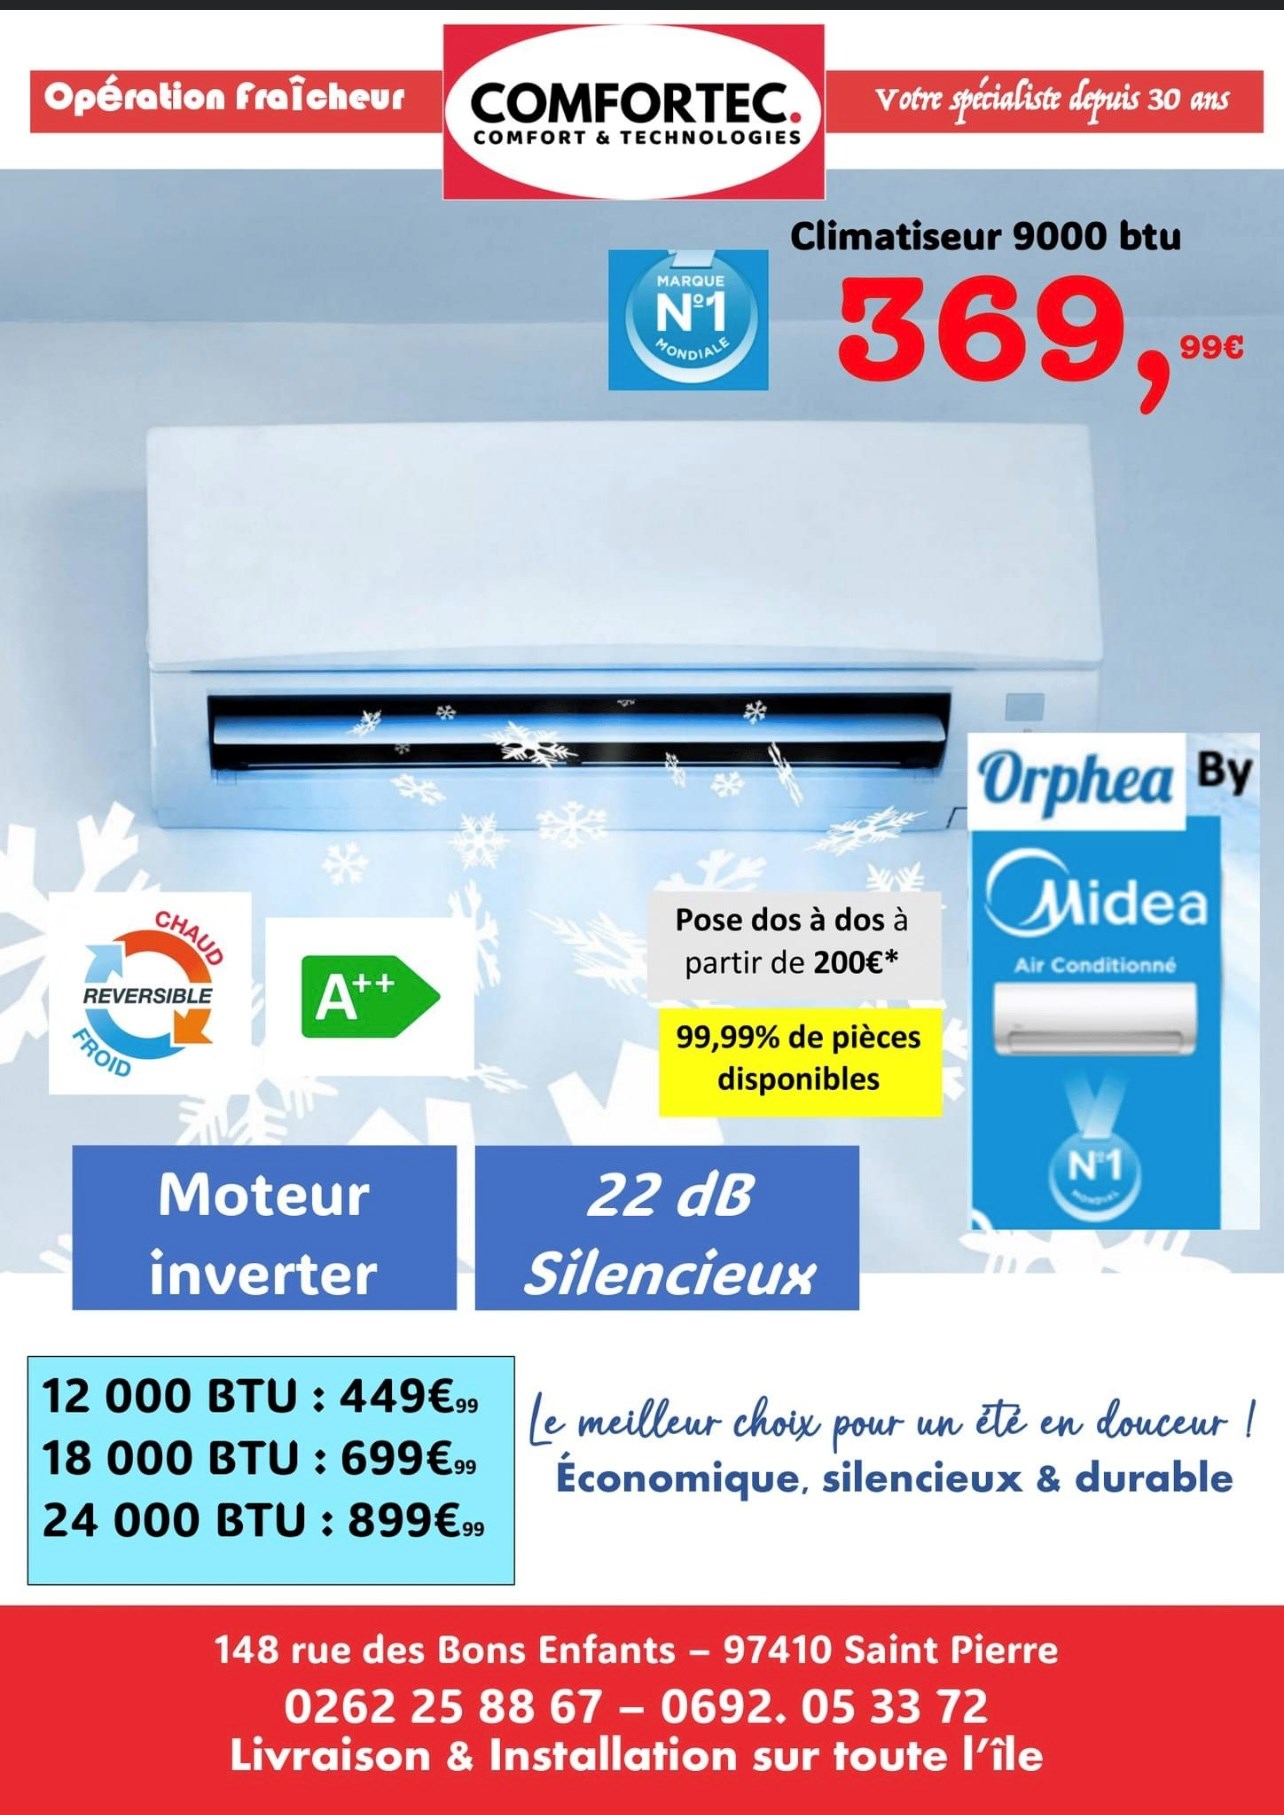 Opération Fraîcheur
COMFORTEC.
COMFORT & TECHNOLOGIES
Votre spécialiste depuis 30 ans
Climatiseur 9000 btu
MARQUE
N°1
MONDIALE
369,99€
Orphea By
Midea
Air Conditionné
N°1
MONDIAL
CHAUD
REVERSIBLE
FROID
A++
Pose dos à dos à
partir de 200€*
99,99% de pièces
disponibles
Moteur
inverter
22 dB
Silencieux
12 000 BTU : 449€99
18 000 BTU : 699€99
24 000 BTU : 899€99
Le meilleur choix pour un été en douceur !
Économique, silencieux & durable
148 rue des Bons Enfants – 97410 Saint Pierre
0262 25 88 67 – 0692. 05 33 72
Livraison & Installation sur toute l'île